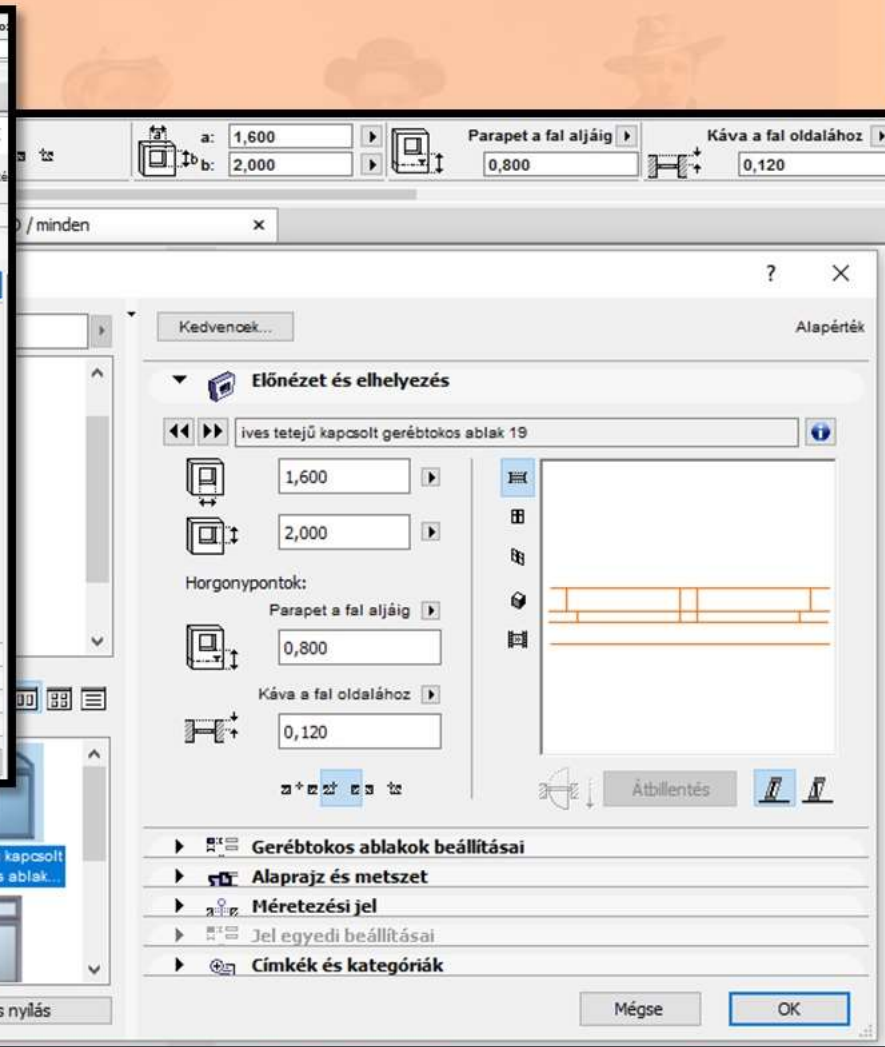 a: 1,600
b: 2,000
Parapet a fal aljáig
0,800
Káva a fal oldalához
0,120
/ minden
Kedvencek...
Alapérték
Előnézet és elhelyezés
ives tetejű kapcsolt gerébtokos ablak 19
1,600
2,000
Horgonypontok:
Parapet a fal aljáig
0,800
Káva a fal oldalához
0,120
Átbillentés
kapcsolt
s ablak...
Gerébtokos ablakok beállításai
Alaprajz és metszet
Méretezési jel
Jel egyedi beállításai
Címkék és kategóriák
s nyílás
Mégse
OK